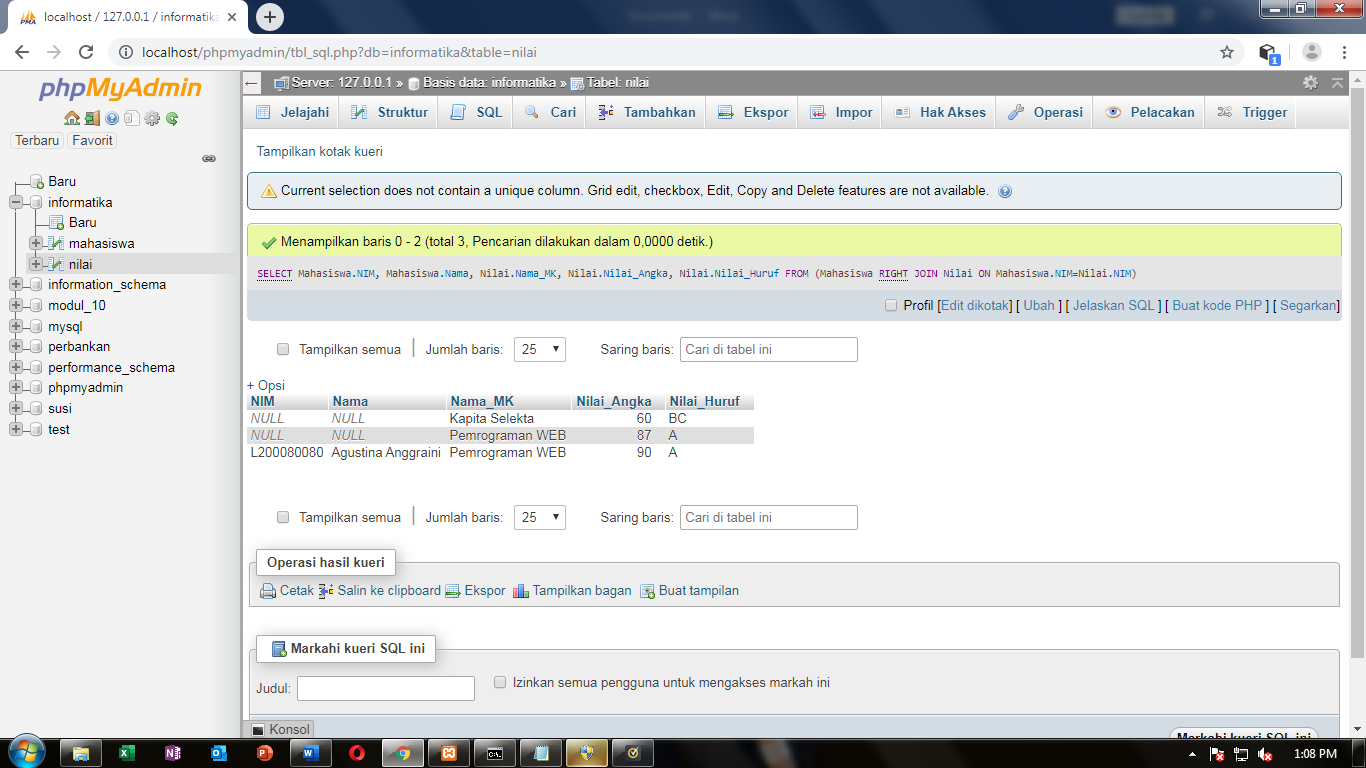 localhost / 127.0.0.1 / informatika
localhost/phpmyadmin/tbl_sql.php?db=informatika&table=nilai
1
phpMyAdmin
Terbaru Favorit
Baru
informatika
Baru
mahasiswa
nilai
information_schema
modul_10
mysql
perbankan
performance_schema
phpmyadmin
susi
test
Server: 127.0.0.1 » Basis data: informatika » Tabel: nilai
Jelajahi Struktur SQL Cari Tambahkan Ekspor Impor Hak Akses Operasi Pelacakan Trigger
Tampilkan kotak kueri
Current selection does not contain a unique column. Grid edit, checkbox, Edit, Copy and Delete features are not available.
Menampilkan baris 0 - 2 (total 3, Pencarian dilakukan dalam 0,0000 detik.)
SELECT Mahasiswa.NIM, Mahasiswa.Nama, Nilai.Nama_MK, Nilai.Nilai_Angka, Nilai.Nilai_Huruf FROM (Mahasiswa RIGHT JOIN Nilai ON Mahasiswa.NIM=Nilai.NIM)
Profil [Edit dikotak] [ Ubah ] [ Jelaskan SQL ] [ Buat kode PHP ] [ Segarkan]
Tampilkan semua | Jumlah baris: 25 Saring baris: Cari di tabel ini
+ Opsi
NIM Nama Nama_MK Nilai_Angka Nilai_Huruf
NULL NULL Kapita Selekta 60 BC
NULL NULL Pemrograman WEB 87 A
L200080080 Agustina Anggraini Pemrograman WEB 90 A
Tampilkan semua | Jumlah baris: 25 Saring baris: Cari di tabel ini
Operasi hasil kueri
Cetak Salin ke clipboard Ekspor Tampilkan bagan Buat tampilan
Markahi kueri SQL ini
Judul: Izinkan semua pengguna untuk mengakses markah ini
Konsol
Markahi kueri SQL ini
1:08 PM